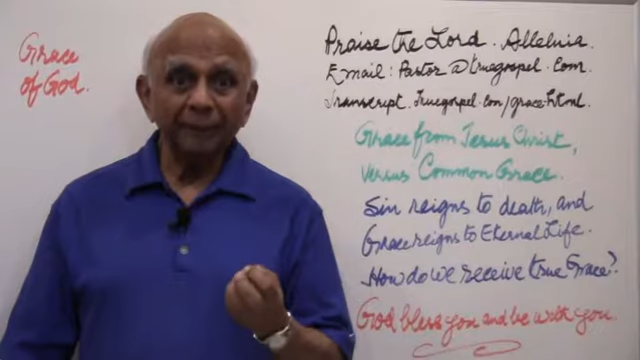 Grace
of God.
Praise the Lord. Alleluia.
Email: Pastor@truegospel.com.
Transcript. truegospel.com/grace.html.
Grace from Jesus Christ,
versus Common Grace.
Sin reigns to death, and
Grace reigns to Eternal Life.
How do we receive true Grace?
God bless you and be with you.